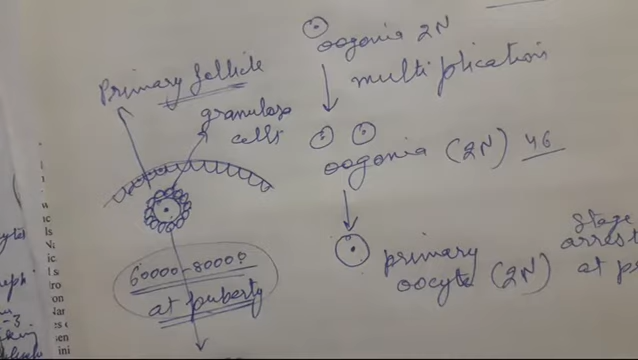 oogonia 2N
multiplication
Primary follicle
granulosa
cells
oogonia (2N) 46
primary
oocyte (2N)
Stage
arrest
at p
60000-80000
at puberty